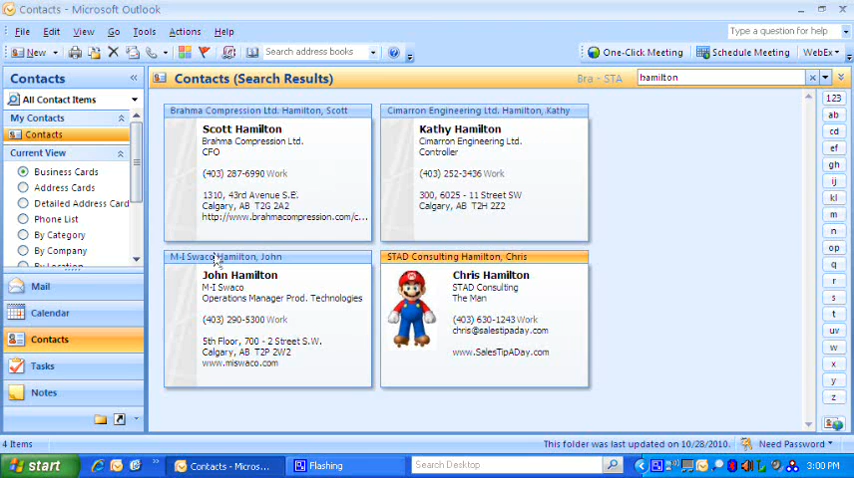 Contacts - Microsoft Outlook
File Edit View Go Tools Actions Help
Type a question for help
New
Search address books
One-Click Meeting
Schedule Meeting
WebEx
Contacts
Contacts (Search Results)
Bra - STA
hamilton
All Contact Items
My Contacts
Contacts
Current View
Business Cards
Address Cards
Detailed Address Card
Phone List
By Category
By Company
By Location
Mail
Calendar
Contacts
Tasks
Notes
Brahma Compression Ltd. Hamilton, Scott
Scott Hamilton
Brahma Compression Ltd.
CFO
(403) 287-6990 Work
1310, 43rd Avenue S.E.
Calgary, AB T2G 2A2
http://www.brahmacompression.com/c...
Cimarron Engineering Ltd. Hamilton, Kathy
Kathy Hamilton
Cimarron Engineering Ltd.
Controller
(403) 252-3436 Work
300, 6025 - 11 Street SW
Calgary, AB T2H 2Z2
M-I Swaco Hamilton, John
John Hamilton
M-I Swaco
Operations Manager Prod. Technologies
(403) 290-5300 Work
5th Floor, 700 - 2 Street S.W.
Calgary, AB T2P 2W2
www.miswaco.com
STAD Consulting Hamilton, Chris
Chris Hamilton
STAD Consulting
The Man
(403) 630-1243 Work
chris@salestipaday.com
www.SalesTipADay.com
123
ab
cd
ef
gh
ij
kl
m
n
op
q
r
s
t
uv
w
x
y
z
4 Items
This folder was last updated on 10/28/2010.
Need Password
start
Contacts - Micros...
Flashing
Search Desktop
3:00 PM